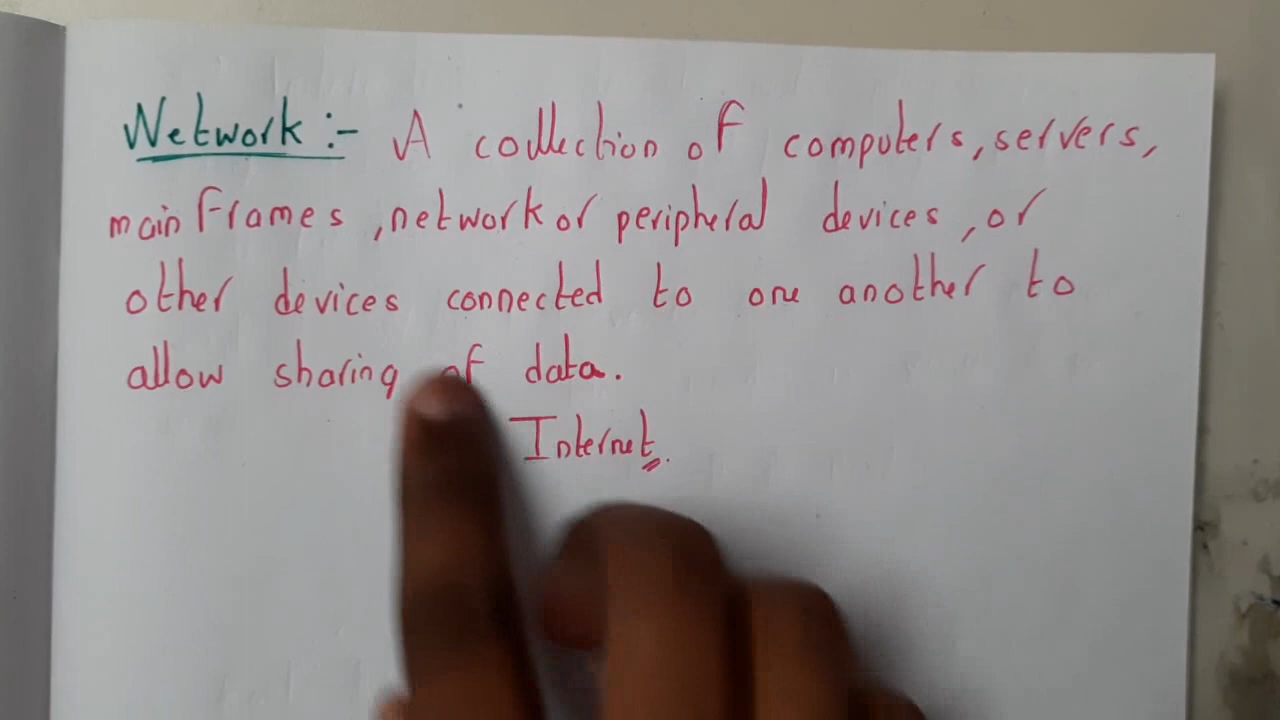 Network :- A collection of computers, servers,
mainframes, network or peripheral devices, or
other devices connected to one another to
allow sharing of data.
Internet.